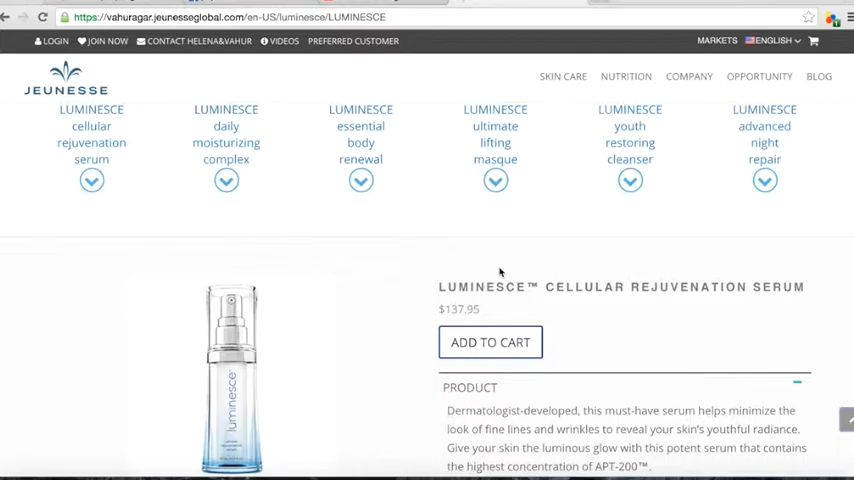 https://vahuragar.jeunesseglobal.com/en-US/luminesce/LUMINESCE
LOGIN JOIN NOW CONTACT HELENA&VAHUR VIDEOS PREFERRED CUSTOMER MARKETS ENGLISH
JEUNESSE
SKIN CARE NUTRITION COMPANY OPPORTUNITY BLOG
LUMINESCE
cellular
rejuvenation
serum
LUMINESCE
daily
moisturizing
complex
LUMINESCE
essential
body
renewal
LUMINESCE
ultimate
lifting
masque
LUMINESCE
youth
restoring
cleanser
LUMINESCE
advanced
night
repair
luminesce
LUMINESCE™ CELLULAR REJUVENATION SERUM
$137.95
ADD TO CART
PRODUCT
Dermatologist-developed, this must-have serum helps minimize the
look of fine lines and wrinkles to reveal your skin's youthful radiance.
Give your skin the luminous glow with this potent serum that contains
the highest concentration of APT-200™.